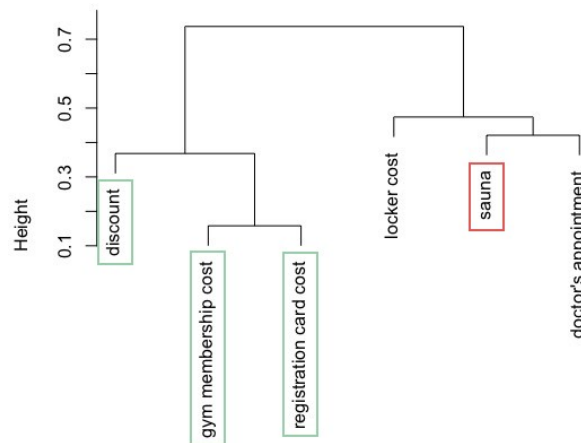 Height
0.7
0.5
0.3
0.1
discount
gym membership cost
registration card cost
locker cost
sauna
doctor's appointment